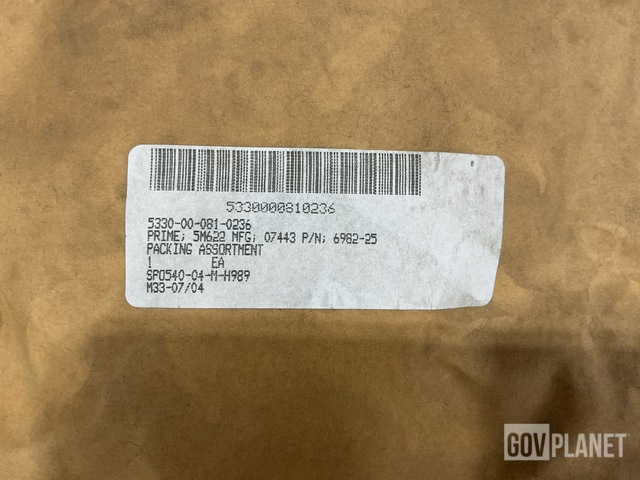 5330000810236
5330-00-081-0236
PRIME; 5M622 MFG; 07443 P/N; 6982-25
PACKING ASSORTMENT
1 EA
SPO540-04-M-H989
M33-07/04
GOVPLANET